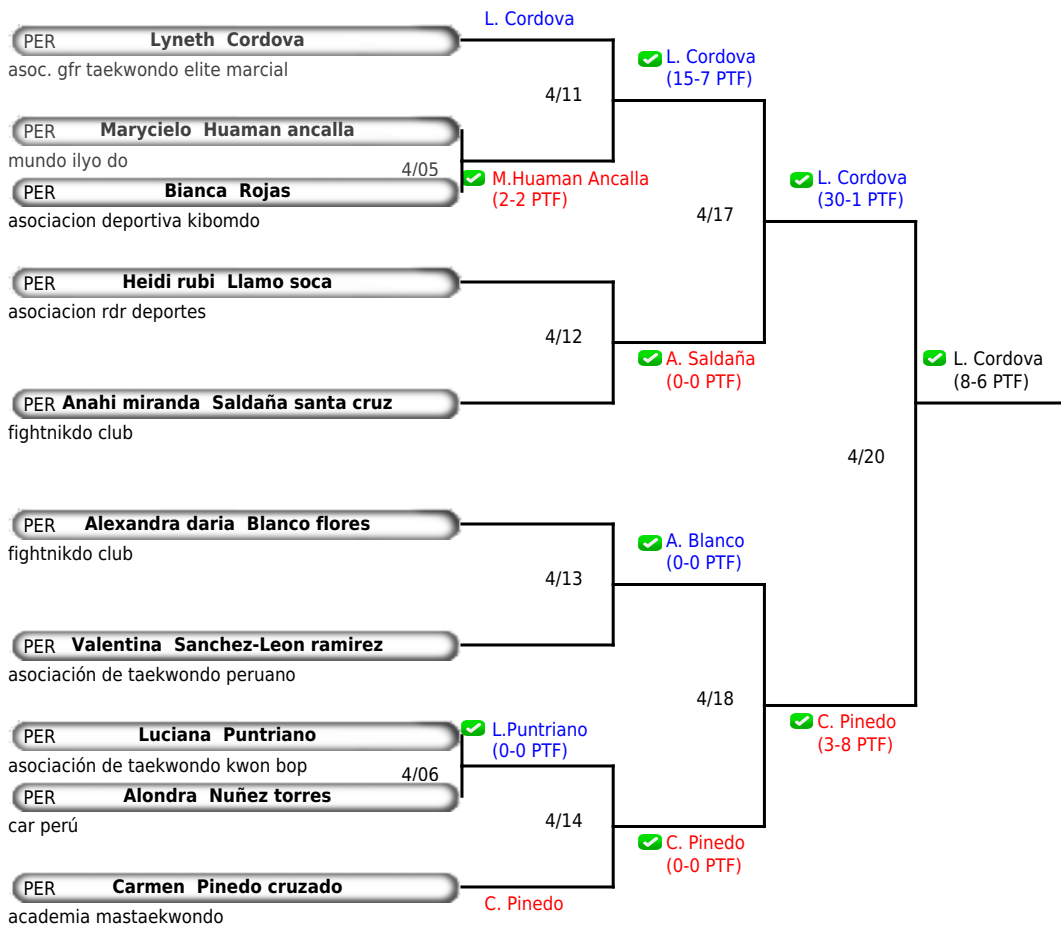 L. Cordova
PER Lyneth Cordova
asoc. gfr taekwondo elite marcial
L. Cordova
(15-7 PTF)
4/11
PER Marycielo Huaman ancalla
mundo ilyo do
4/05
M.Huaman Ancalla
(2-2 PTF)
PER Bianca Rojas
asociacion deportiva kibomdo
L. Cordova
(30-1 PTF)
4/17
PER Heidi rubi Llamo soca
asociacion rdr deportes
4/12
A. Saldaña
(0-0 PTF)
L. Cordova
(8-6 PTF)
PER Anahi miranda Saldaña santa cruz
fightnikdo club
4/20
PER Alexandra daria Blanco flores
fightnikdo club
A. Blanco
(0-0 PTF)
4/13
PER Valentina Sanchez-Leon ramirez
asociación de taekwondo peruano
4/18
C. Pinedo
(3-8 PTF)
PER Luciana Puntriano
asociación de taekwondo kwon bop
L.Puntriano
(0-0 PTF)
4/06
PER Alondra Nuñez torres
car perú
4/14
C. Pinedo
(0-0 PTF)
PER Carmen Pinedo cruzado
academia mastaekwondo
C. Pinedo